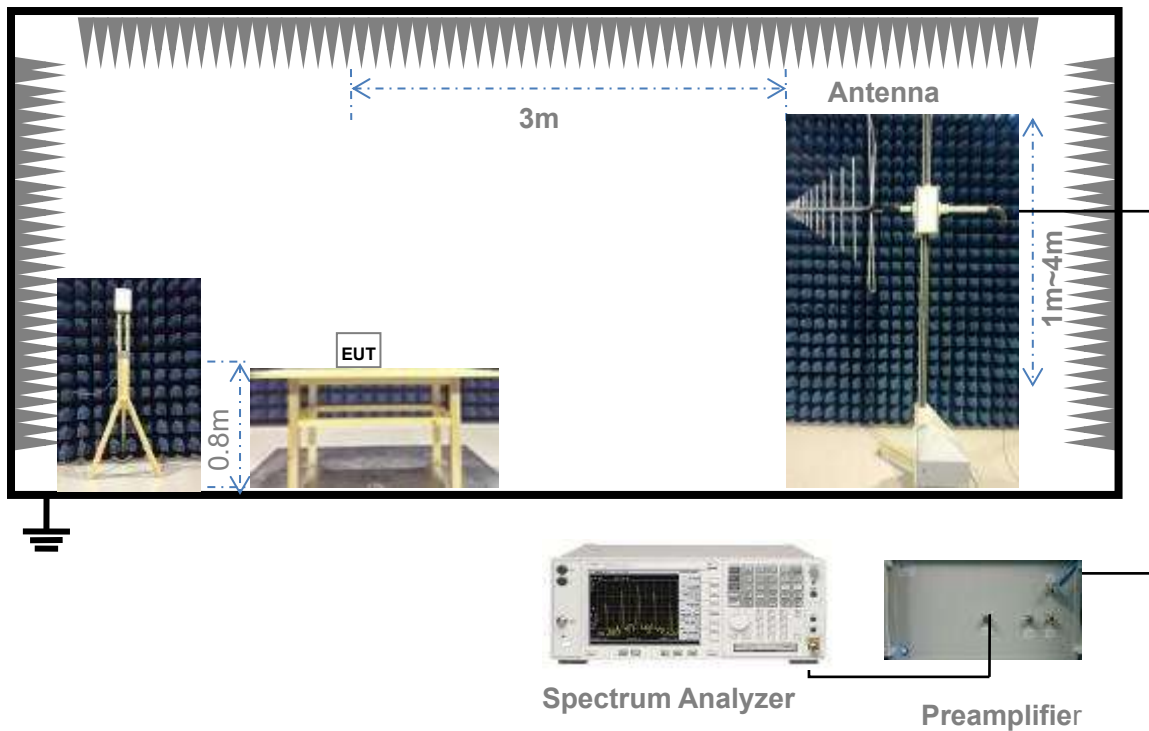 Antenna
3m
1m~4m
EUT
0.8m
Spectrum Analyzer
Preamplifier